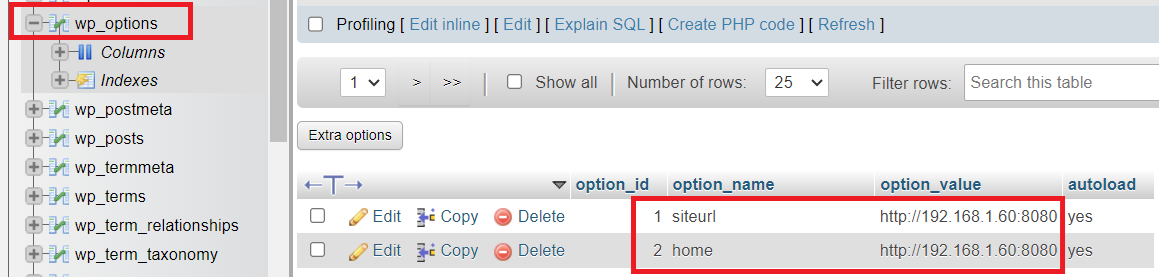 wp_options
Columns
Indexes
wp_postmeta
wp_posts
wp_termmeta
wp_terms
wp_term_relationships
wp_term_taxonomy
Profiling [ Edit inline ] [ Edit ] [ Explain SQL ] [ Create PHP code ] [ Refresh ]
1 > >> Show all Number of rows: 25 Filter rows: Search this table
Extra options
option_id option_name option_value autoload
Edit Copy Delete 1 siteurl http://192.168.1.60:8080 yes
Edit Copy Delete 2 home http://192.168.1.60:8080 yes